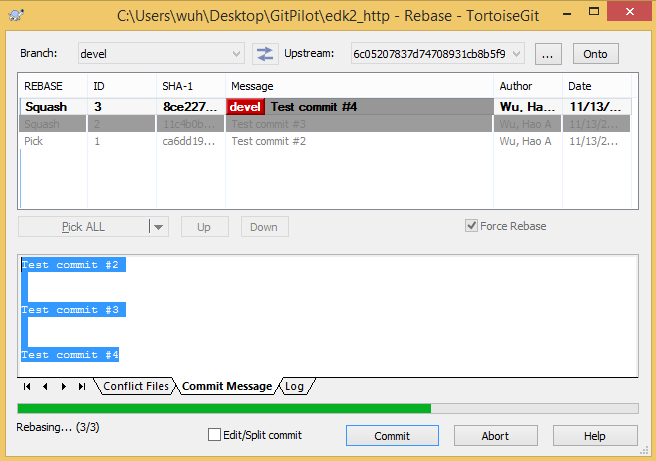 C:\Users\wuh\Desktop\GitPilot\edk2_http - Rebase - TortoiseGit
Branch: devel Upstream: 6c05207837d74708931cb8b5f9 ... Onto
REBASE ID SHA-1 Message Author Date
Squash 3 8ce227... devel Test commit #4 Wu, Hao A 11/13/2...
Squash 2 11c4b0b... Test commit #3 Wu, Hao A 11/13/2...
Pick 1 ca6dd19... Test commit #2 Wu, Hao A 11/13/2...
Pick ALL Up Down Force Rebase
Test commit #2
Test commit #3
Test commit #4
Conflict Files Commit Message Log
Rebasing... (3/3)
Edit/Split commit Commit Abort Help